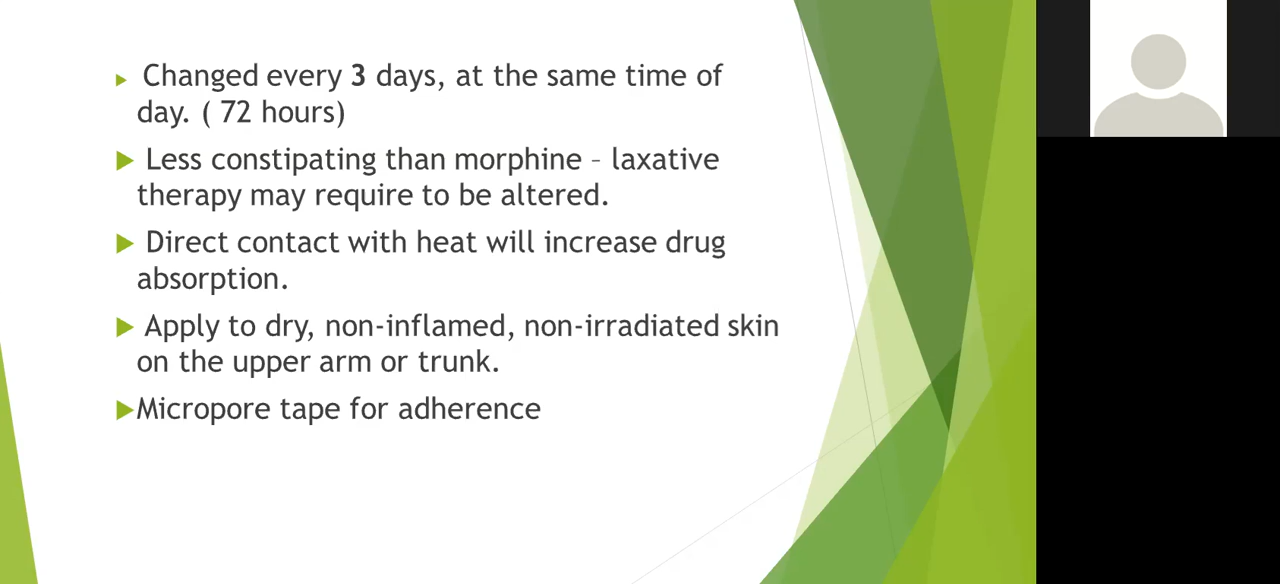 Changed every 3 days, at the same time of
day. ( 72 hours)
Less constipating than morphine – laxative
therapy may require to be altered.
Direct contact with heat will increase drug
absorption.
Apply to dry, non-inflamed, non-irradiated skin
on the upper arm or trunk.
Micropore tape for adherence